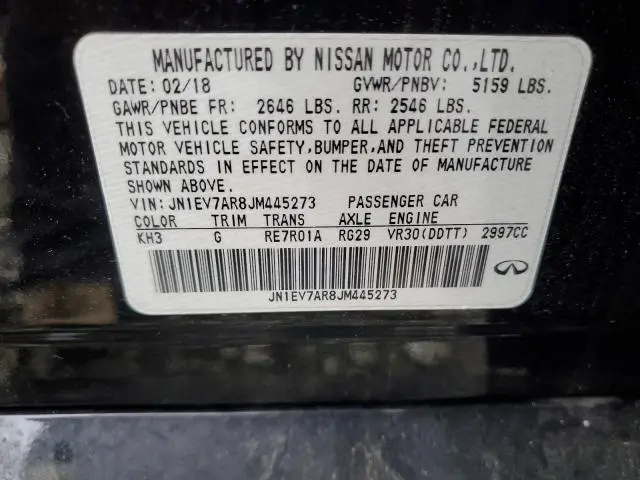 MANUFACTURED BY NISSAN MOTOR CO.,LTD.
DATE: 02/18 GVWR/PNBV: 5159 LBS.
GAWR/PNBE FR: 2646 LBS. RR: 2546 LBS.
THIS VEHICLE CONFORMS TO ALL APPLICABLE FEDERAL
MOTOR VEHICLE SAFETY,BUMPER,AND THEFT PREVENTION
STANDARDS IN EFFECT ON THE DATE OF MANUFACTURE
SHOWN ABOVE.
VIN: JN1EV7AR8JM445273 PASSENGER CAR
COLOR TRIM TRANS AXLE ENGINE
KH3 G RE7R01A RG29 VR30(DDTT) 2997CC
JN1EV7AR8JM445273